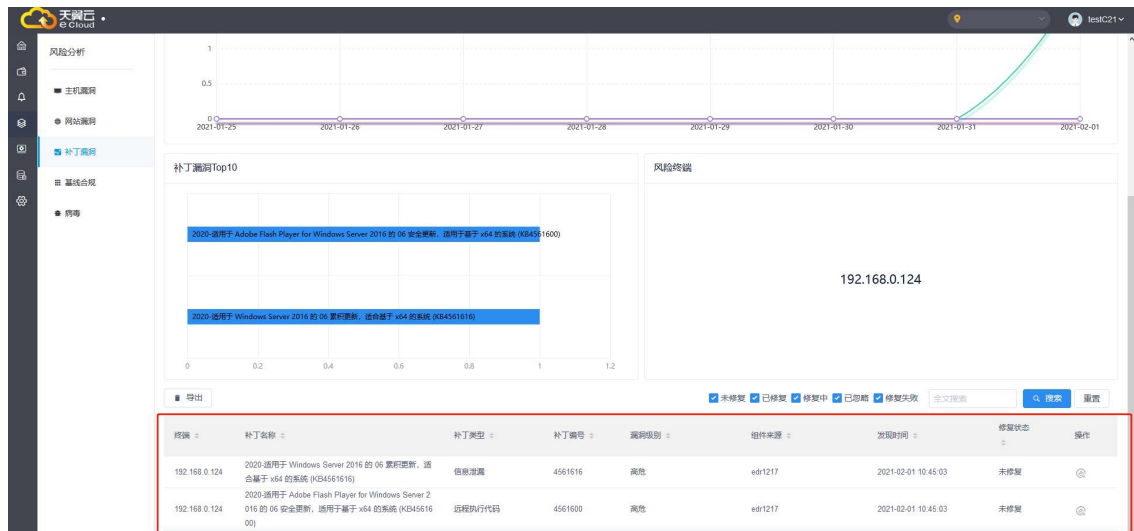 天翼云
e Cloud
testC21
风险分析
主机漏洞
网站漏洞
补丁漏洞
基线合规
病毒
1
0.5
0
2021-01-25 2021-01-26 2021-01-27 2021-01-28 2021-01-29 2021-01-30 2021-01-31 2021-02-01
补丁漏洞Top10
2020-适用于 Adobe Flash Player for Windows Server 2016 的 06 安全更新，适用于基于 x64 的系统 (KB4561600)
2020-适用于 Windows Server 2016 的 06 累积更新，适合基于 x64 的系统 (KB4561616)
0 0.2 0.4 0.6 0.8 1 1.2
风险终端
192.168.0.124
导出
未修复 已修复 修复中 已忽略 修复失败 全文搜索 搜索 重置
终端 补丁名称 补丁类型 补丁编号 漏洞级别 组件来源 发现时间 修复状态 操作
192.168.0.124 2020-适用于 Windows Server 2016 的 06 累积更新，适
合基于 x64 的系统 (KB4561616) 信息泄漏 4561616 高危 edr1217 2021-02-01 10:45:03 未修复
192.168.0.124 2020-适用于 Adobe Flash Player for Windows Server 2
016 的 06 安全更新，适用于基于 x64 的系统 (KB45616
00) 远程执行代码 4561600 高危 edr1217 2021-02-01 10:45:03 未修复